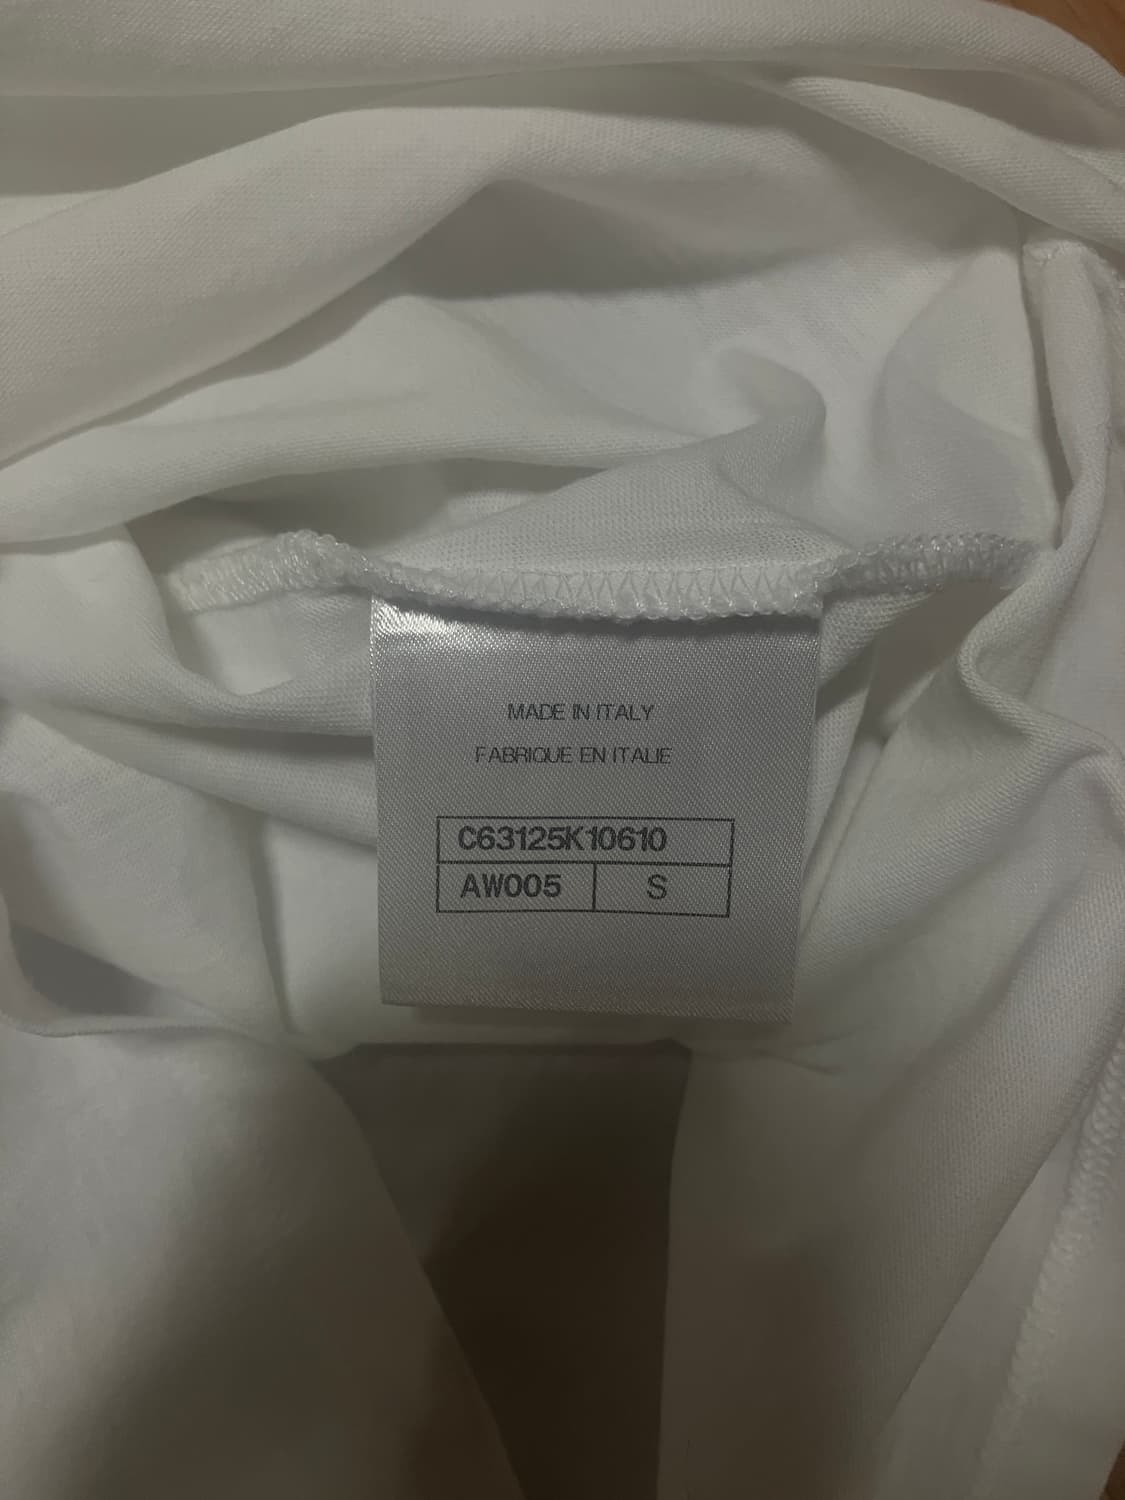 MADE IN ITALY
FABRIQUE EN ITALIE
C63125K10610
AW005 S